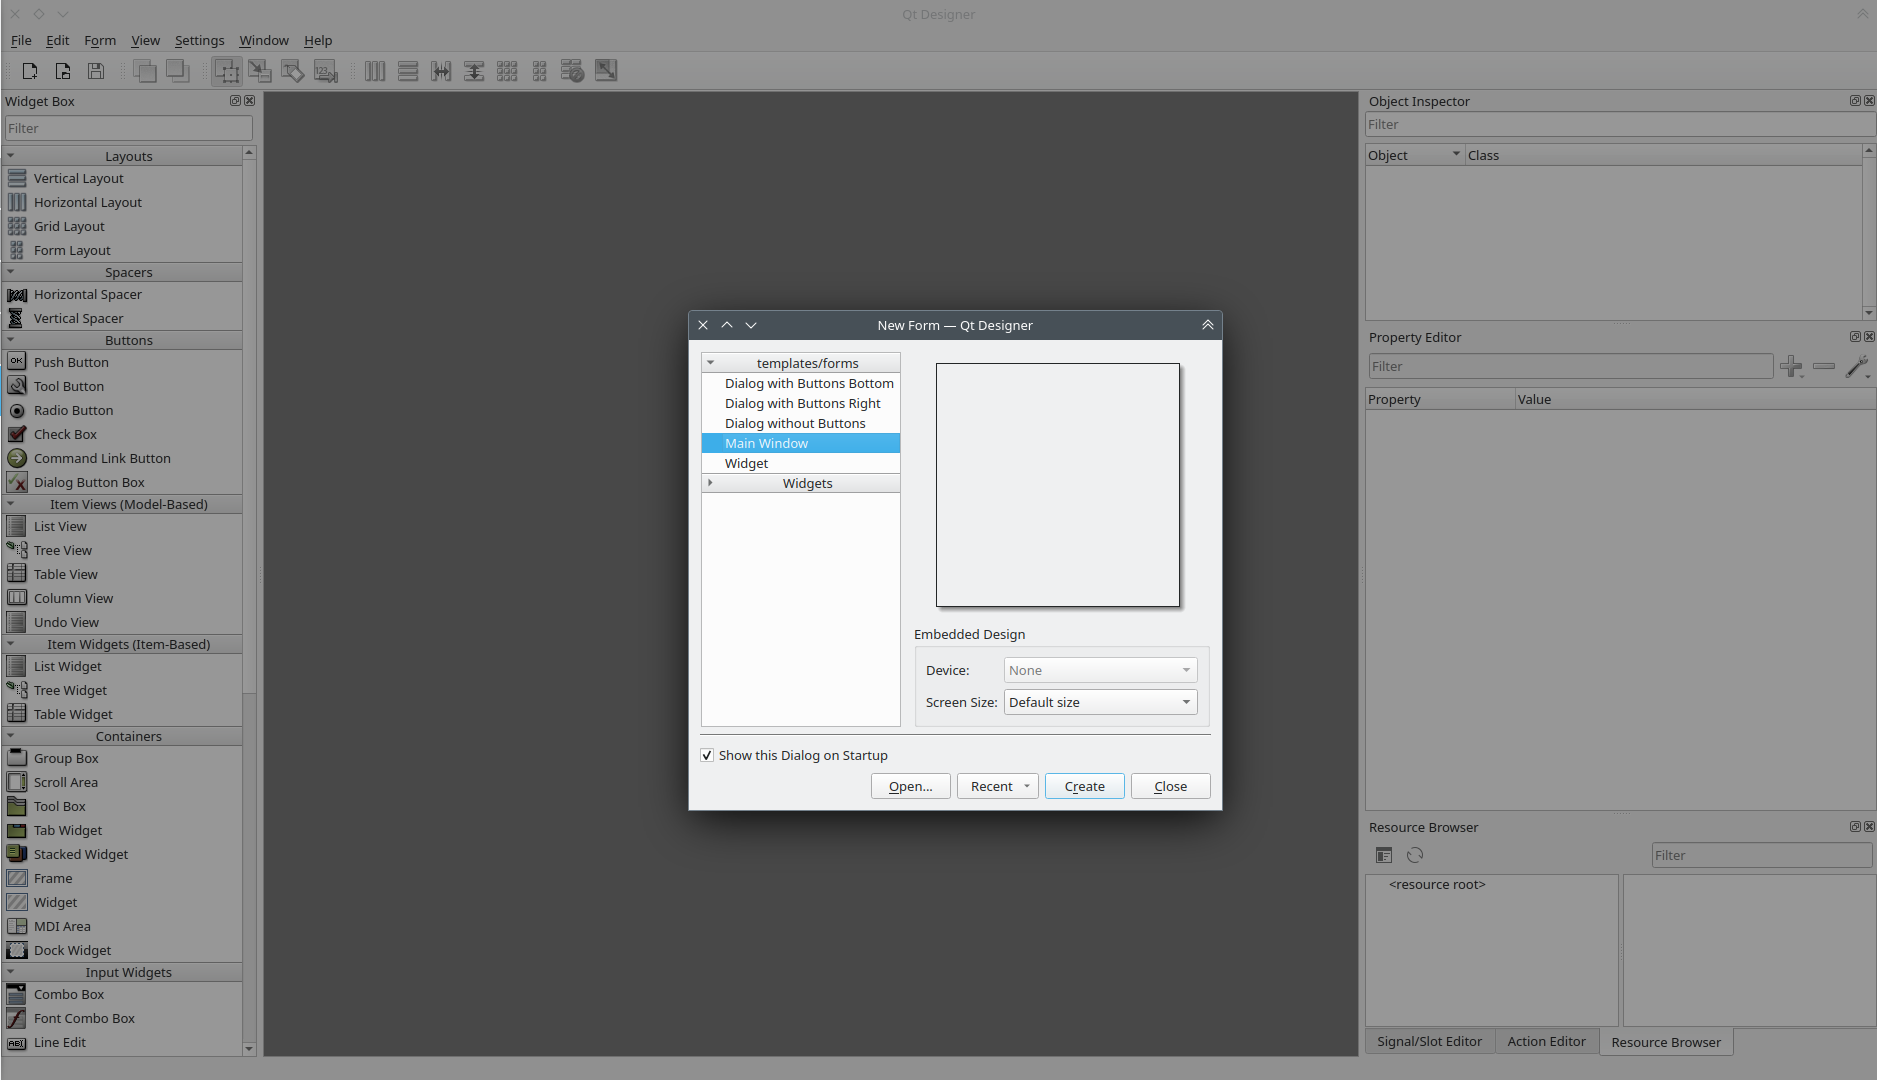 Qt Designer
File Edit Form View Settings Window Help
Widget Box
Filter
Layouts
Vertical Layout
Horizontal Layout
Grid Layout
Form Layout
Spacers
Horizontal Spacer
Vertical Spacer
Buttons
OK Push Button
Tool Button
Radio Button
Check Box
Command Link Button
Dialog Button Box
Item Views (Model-Based)
List View
Tree View
Table View
Column View
Undo View
Item Widgets (Item-Based)
List Widget
Tree Widget
Table Widget
Containers
Group Box
Scroll Area
Tool Box
Tab Widget
Stacked Widget
Frame
Widget
MDI Area
Dock Widget
Input Widgets
Combo Box
Font Combo Box
ABI Line Edit
New Form — Qt Designer
templates/forms
Dialog with Buttons Bottom
Dialog with Buttons Right
Dialog without Buttons
Main Window
Widget
Widgets
Embedded Design
Device: None
Screen Size: Default size
Show this Dialog on Startup
Open... Recent Create Close
Object Inspector
Filter
Object Class
Property Editor
Filter
Property Value
Resource Browser
Filter
<resource root>
Signal/Slot Editor Action Editor Resource Browser